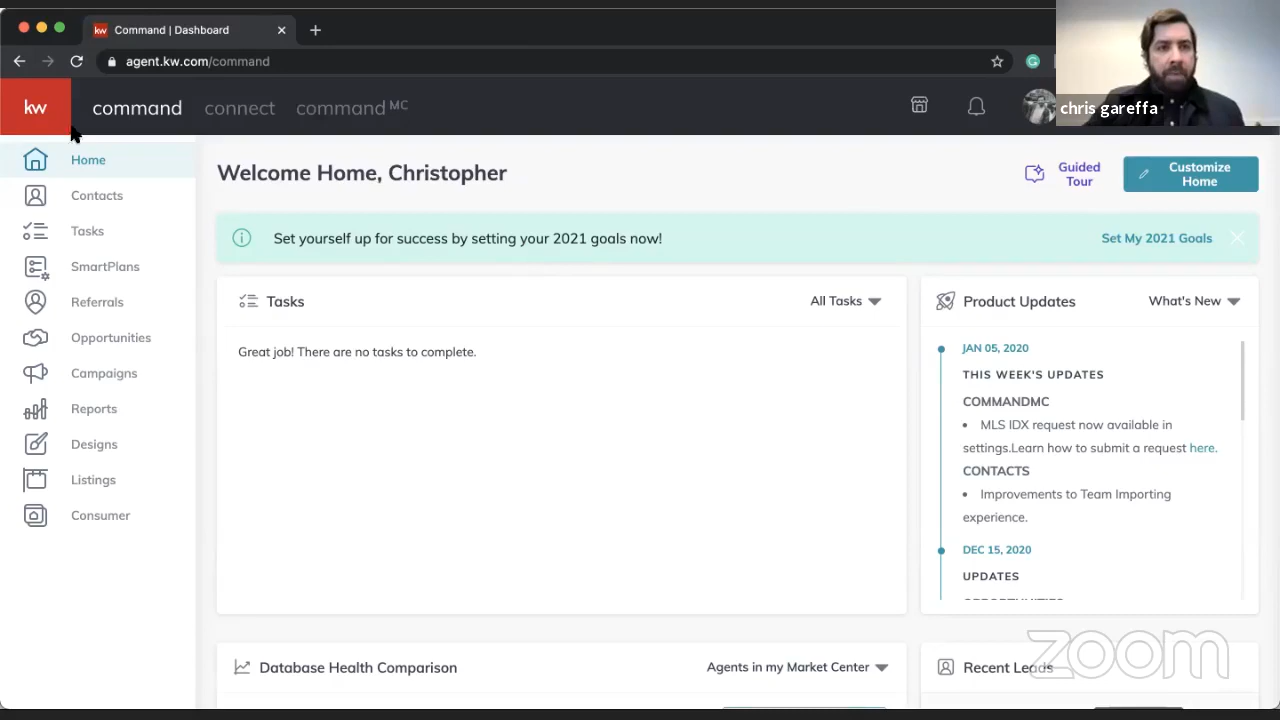 kw Command | Dashboard
agent.kw.com/command
kw command connect command MC
chris gareffa
Home
Contacts
Tasks
SmartPlans
Referrals
Opportunities
Campaigns
Reports
Designs
Listings
Consumer
Welcome Home, Christopher
Guided
Tour
Customize
Home
Set yourself up for success by setting your 2021 goals now!
Set My 2021 Goals
Tasks
All Tasks
Great job! There are no tasks to complete.
Product Updates
What's New
JAN 05, 2020
THIS WEEK'S UPDATES
COMMANDMC
• MLS IDX request now available in
settings.Learn how to submit a request here.
CONTACTS
• Improvements to Team Importing
experience.
DEC 15, 2020
UPDATES
Database Health Comparison
Agents in my Market Center
Recent Leads
zoom